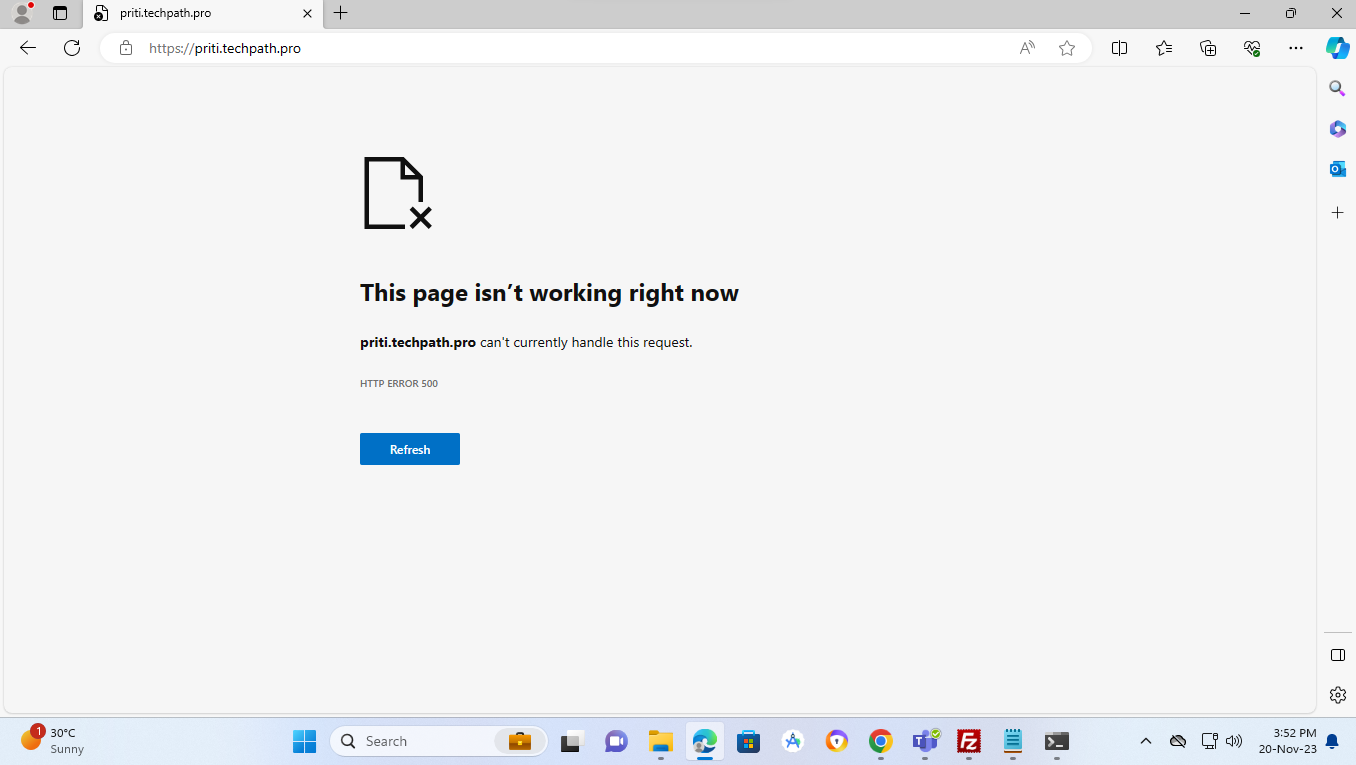 priti.techpath.pro
https://priti.techpath.pro
This page isn’t working right now
priti.techpath.pro can't currently handle this request.
HTTP ERROR 500
Refresh
1
30°C
Sunny
Search
3:52 PM
20-Nov-23